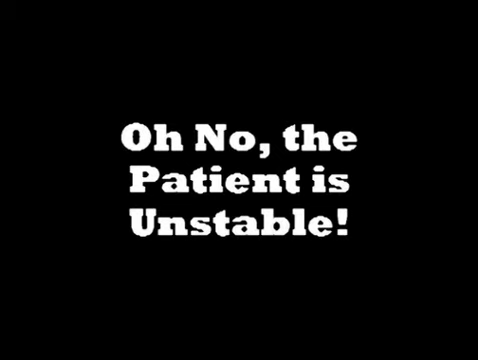 Oh No, the
Patient is
Unstable!